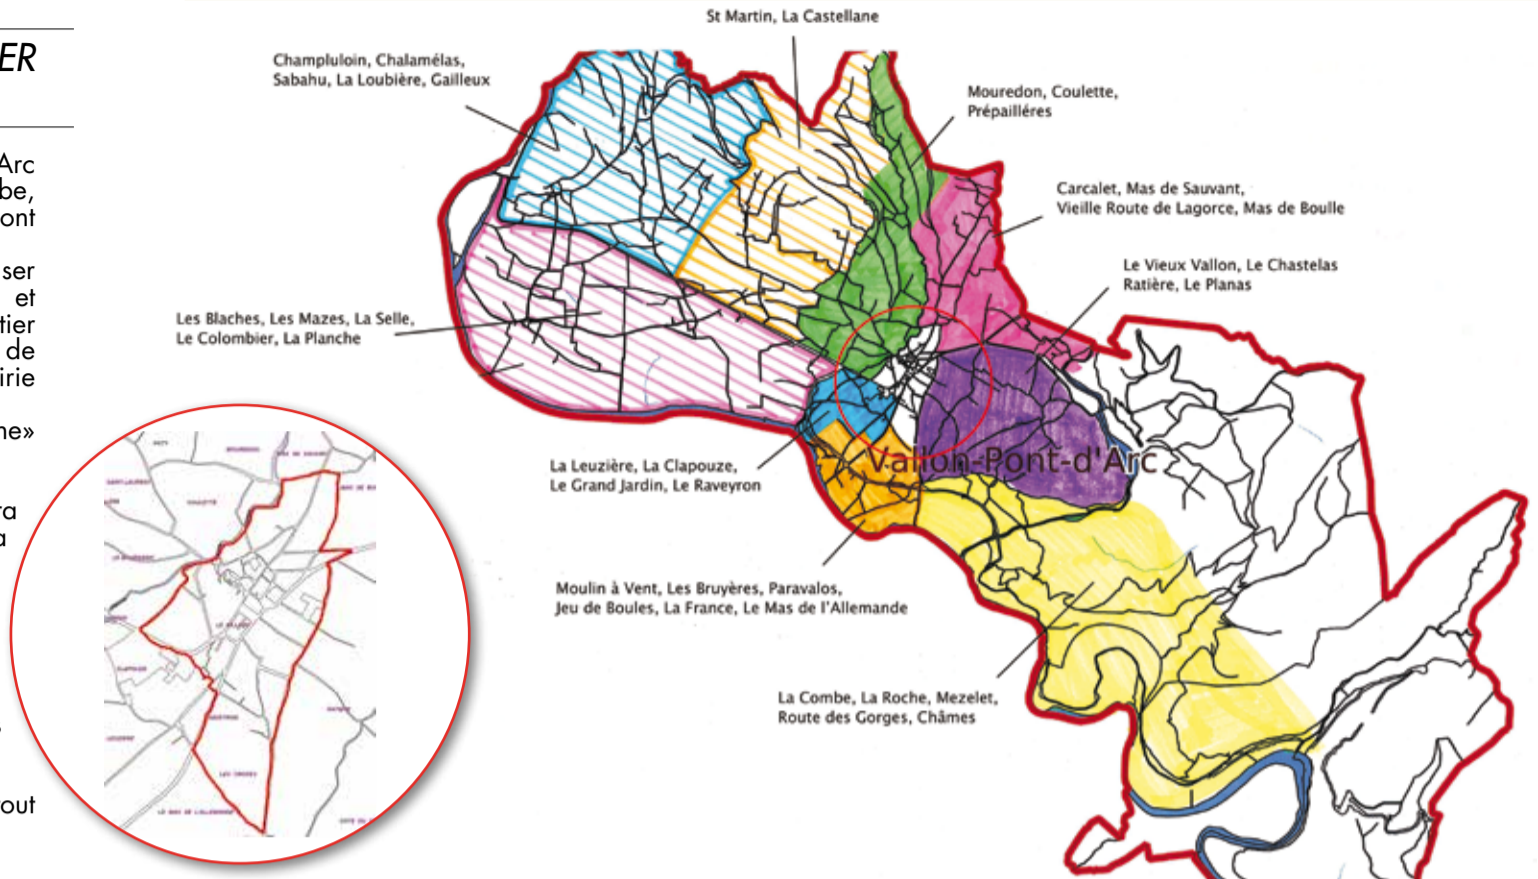 ER
Arc
be,
ont
ser
et
tier
de
irie
ne»
ra
a
out
St Martin, La Castellane
Champluloin, Chalamélas,
Sabahu, La Loubière, Gailleux
Mouredon, Coulette,
Prépailléres
Carcalet, Mas de Sauvant,
Vieille Route de Lagorce, Mas de Boulle
Le Vieux Vallon, Le Chastelas
Ratière, Le Planas
Les Blaches, Les Mazes, La Selle,
Le Colombier, La Planche
Vallon-Pont-d'Arc
La Leuzière, La Clapouze,
Le Grand Jardin, Le Raveyron
Moulin à Vent, Les Bruyères, Paravalos,
Jeu de Boules, La France, Le Mas de l'Allemande
La Combe, La Roche, Mezelet,
Route des Gorges, Châmes
LE VILLAGE